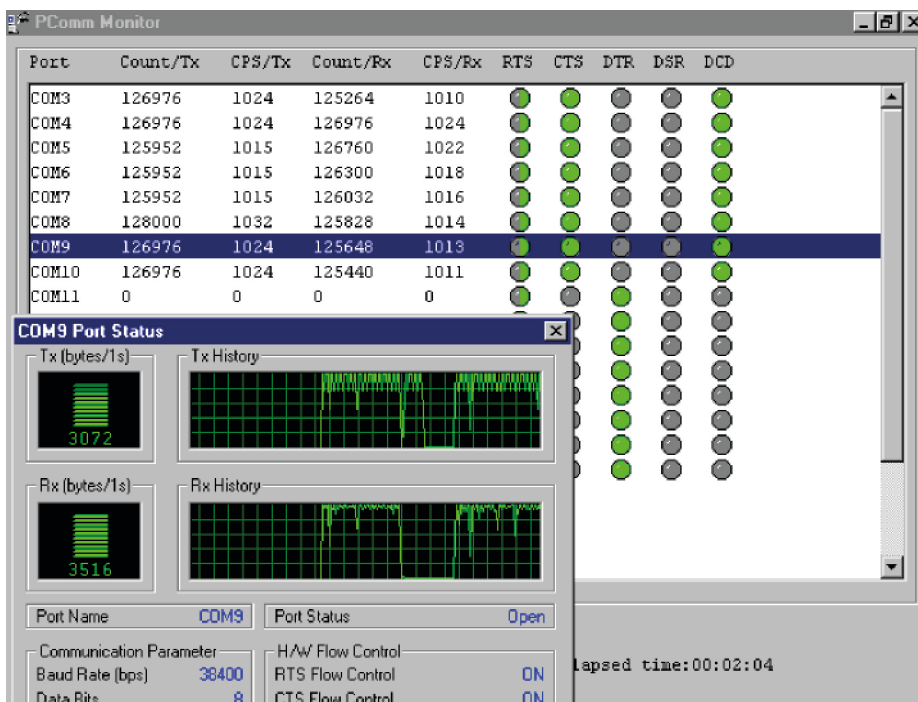 PComm Monitor
Port Count/Tx CPS/Tx Count/Rx CPS/Rx RTS CTS DTR DSR DCD
COM3 126976 1024 125264 1010
COM4 126976 1024 126976 1024
COM5 125952 1015 126760 1022
COM6 125952 1015 126300 1018
COM7 125952 1015 126032 1016
COM8 128000 1032 125828 1014
COM9 126976 1024 125648 1013
COM10 126976 1024 125440 1011
COM11 0 0 0 0
COM9 Port Status
Tx (bytes/1s) Tx History
3072
Rx (bytes/1s) Rx History
3516
Port Name COM9 Port Status Open
Communication Parameter H/W Flow Control
Baud Rate (bps) 38400 RTS Flow Control ON
lapsed time:00:02:04
Data Bits 8 CTS Flow Control ON